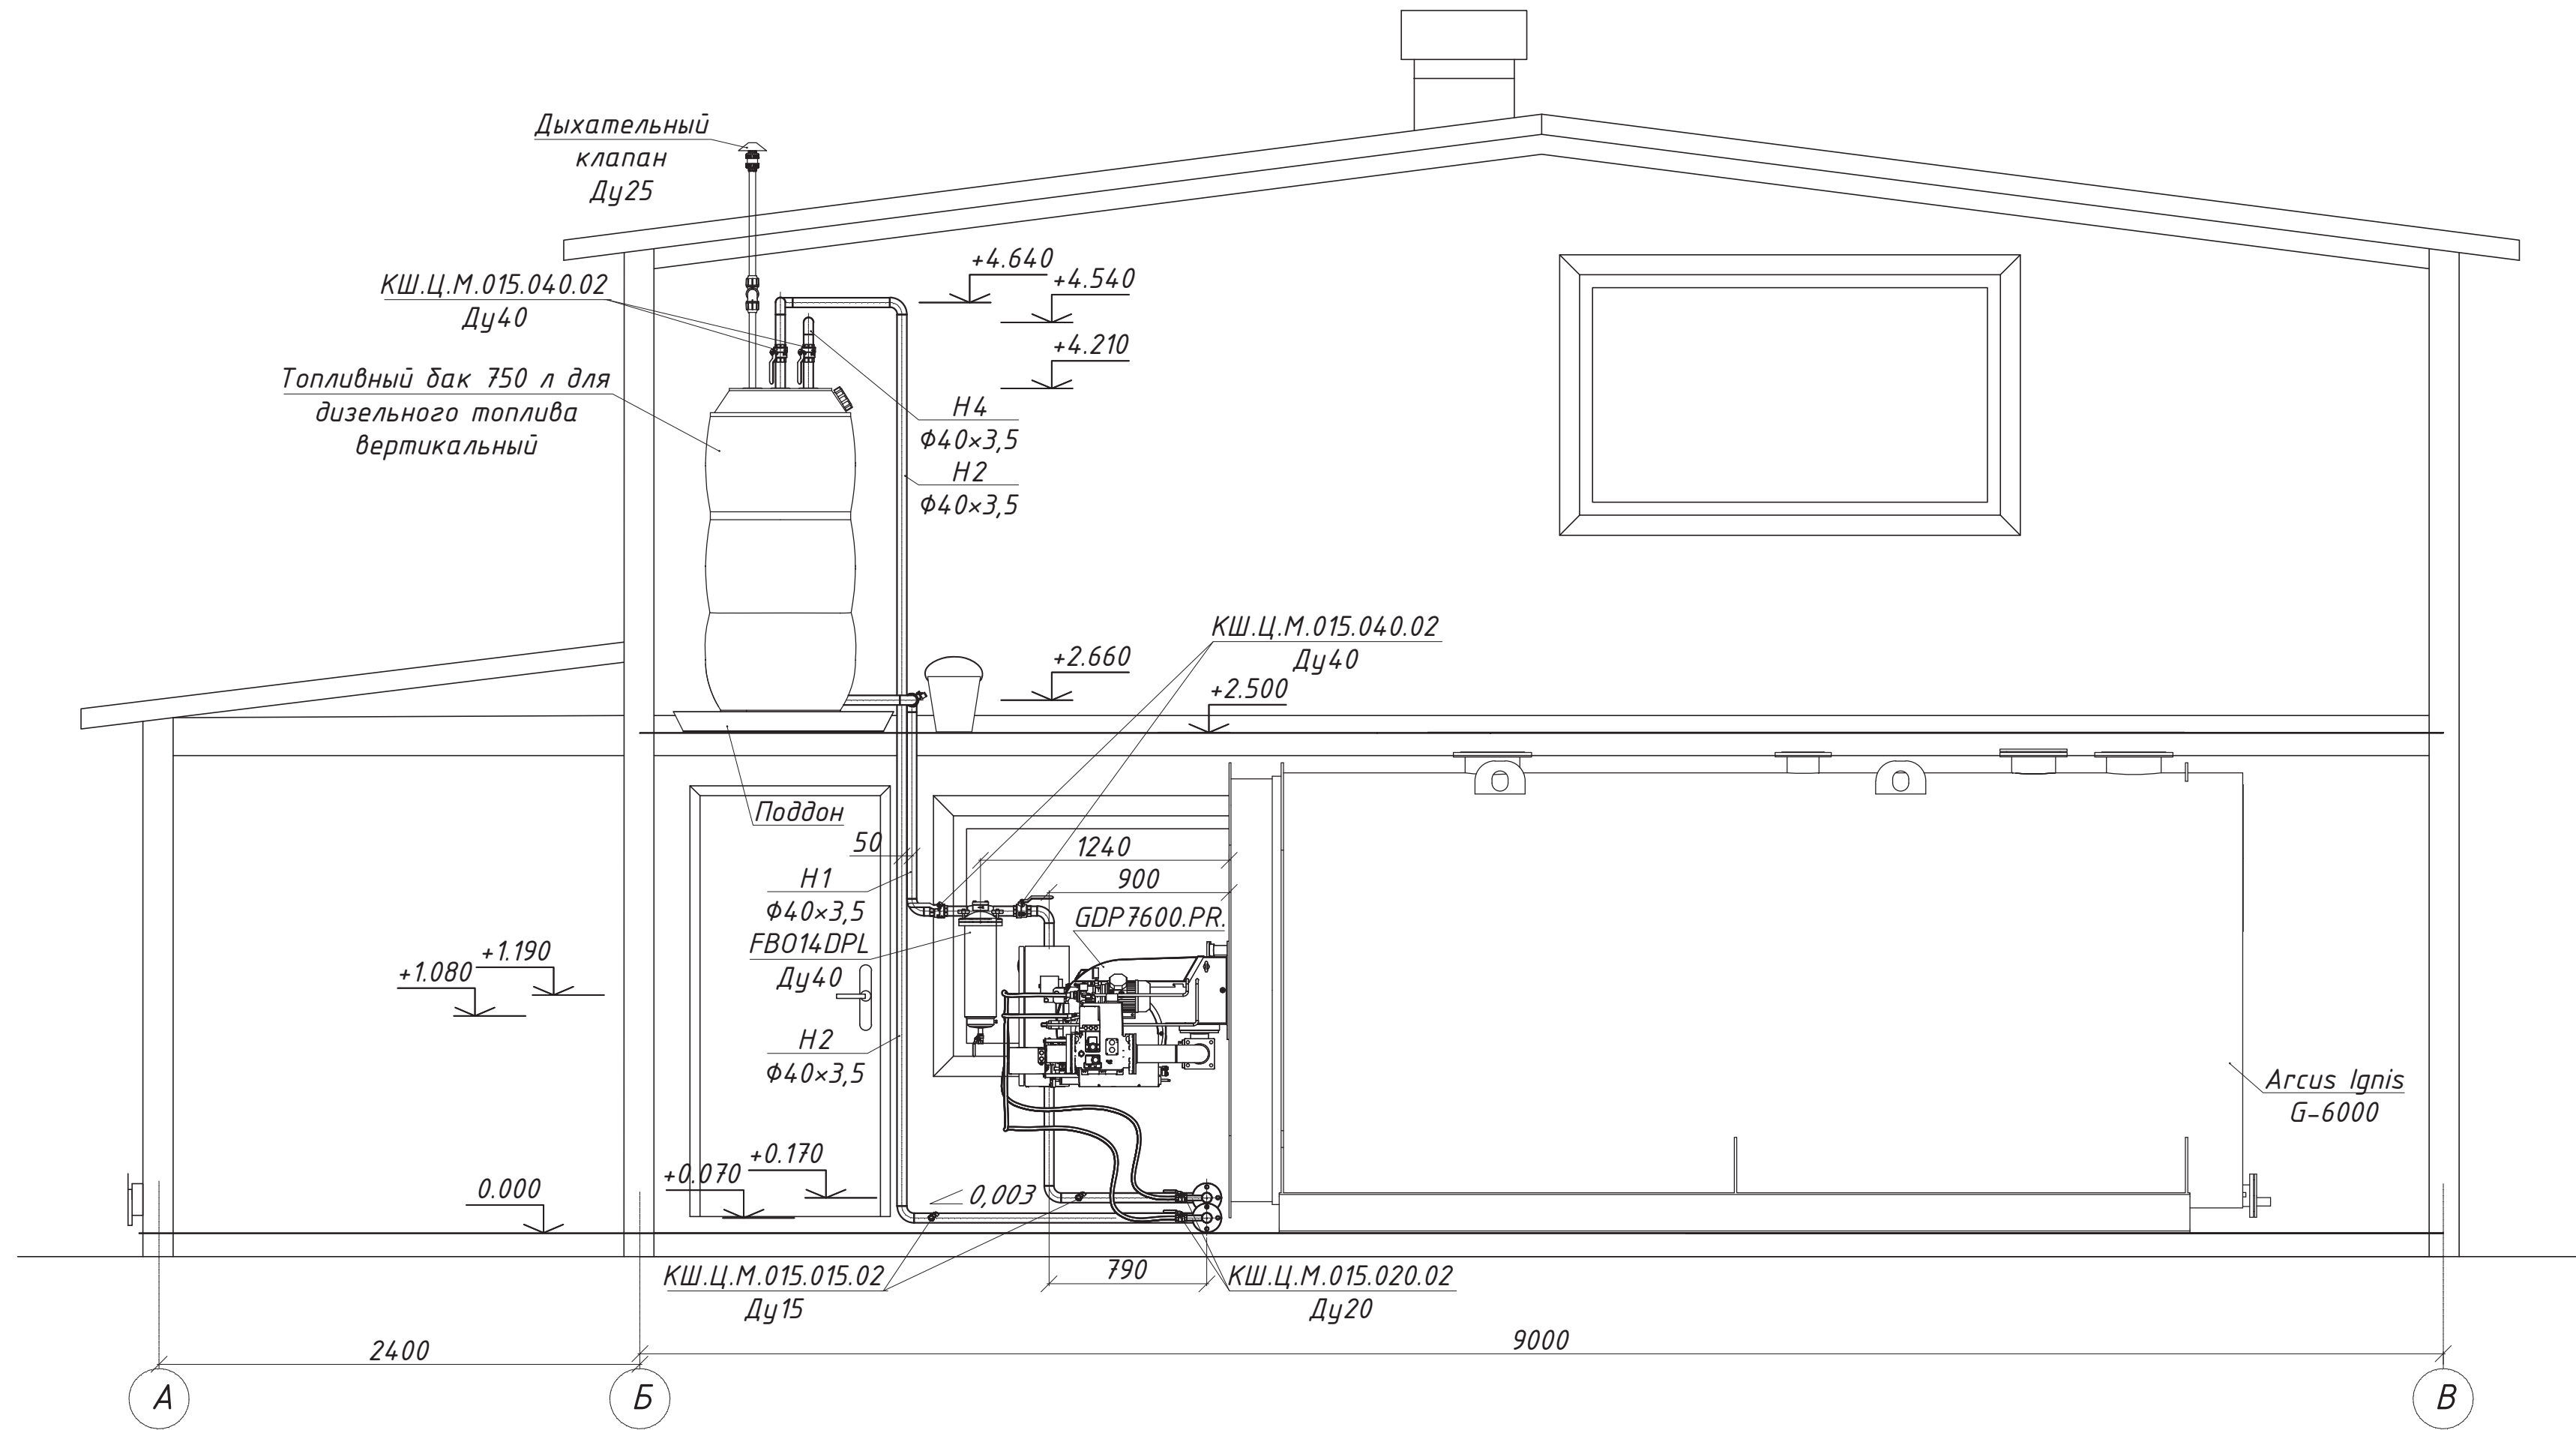 Дыхательный
клапан
Ду25
+4.640
+4.540
КШ.Ц.М.015.040.02
Ду40
+4.210
Топливный бак 750 л для
дизельного топлива
вертикальный
Н4
Ф40×3,5
Н2
Ф40×3,5
КШ.Ц.М.015.040.02
Ду40
+2.660
+2.500
Поддон
50
1240
900
Н1
Ф40×3,5
GDP7600.PR.
FBO14DPL
Ду40
+1.190
+1.080
Н2
Ф40×3,5
Arcus Ignis
G-6000
+0.170
+0.070
0.000
0,003
КШ.Ц.М.015.015.02
Ду15
790
КШ.Ц.М.015.020.02
Ду20
2400
9000
А
Б
В